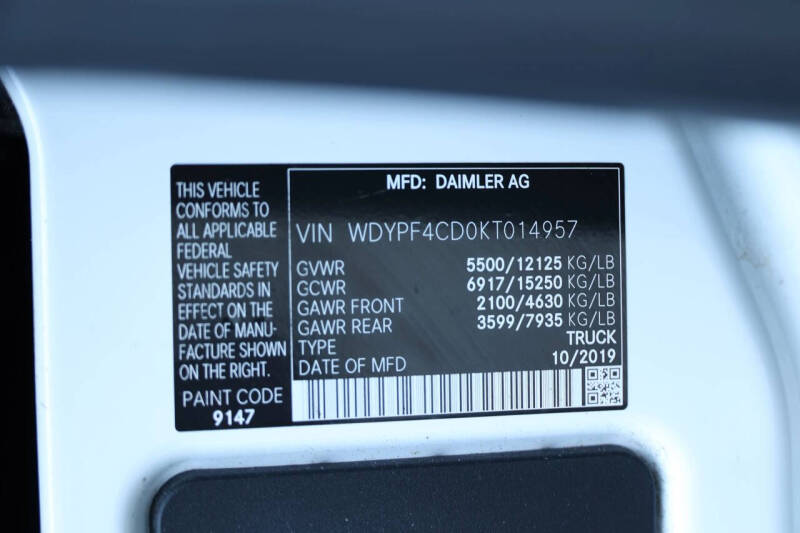 THIS VEHICLE
CONFORMS TO
ALL APPLICABLE
FEDERAL
VEHICLE SAFETY
STANDARDS IN
EFFECT ON THE
DATE OF MANU-
FACTURE SHOWN
ON THE RIGHT.
PAINT CODE
9147
MFD: DAIMLER AG
VIN WDYPF4CD0KT014957
GVWR 5500/12125 KG/LB
GCWR 6917/15250 KG/LB
GAWR FRONT 2100/4630 KG/LB
GAWR REAR 3599/7935 KG/LB
TYPE TRUCK
DATE OF MFD 10/2019